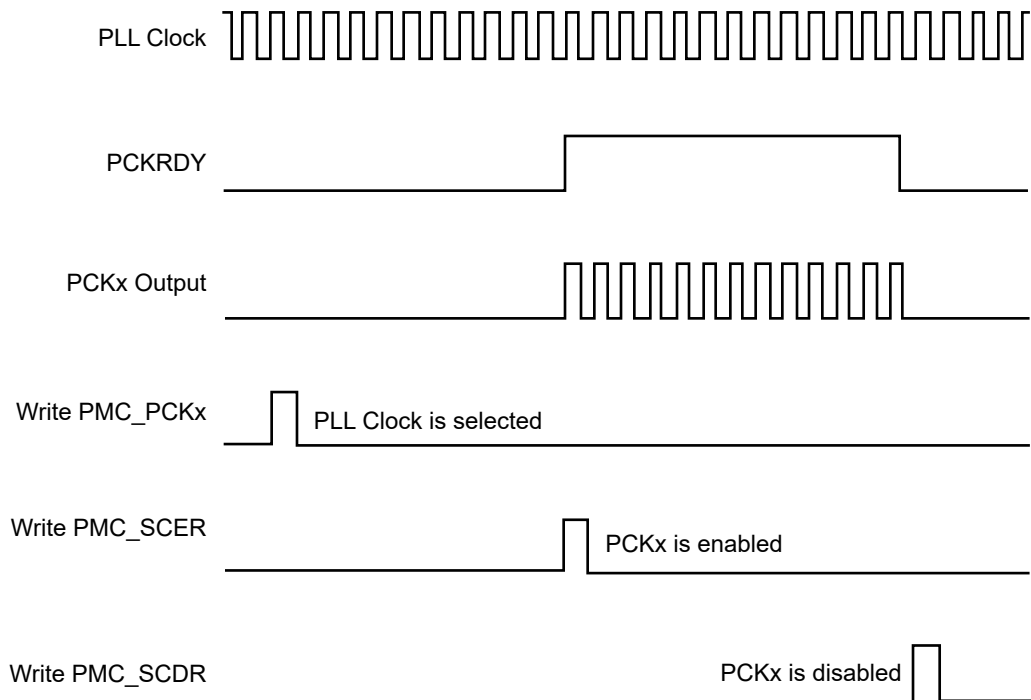 PLL Clock
PCKRDY
PCKx Output
Write PMC_PCKx
PLL Clock is selected
Write PMC_SCER
PCKx is enabled
Write PMC_SCDR
PCKx is disabled